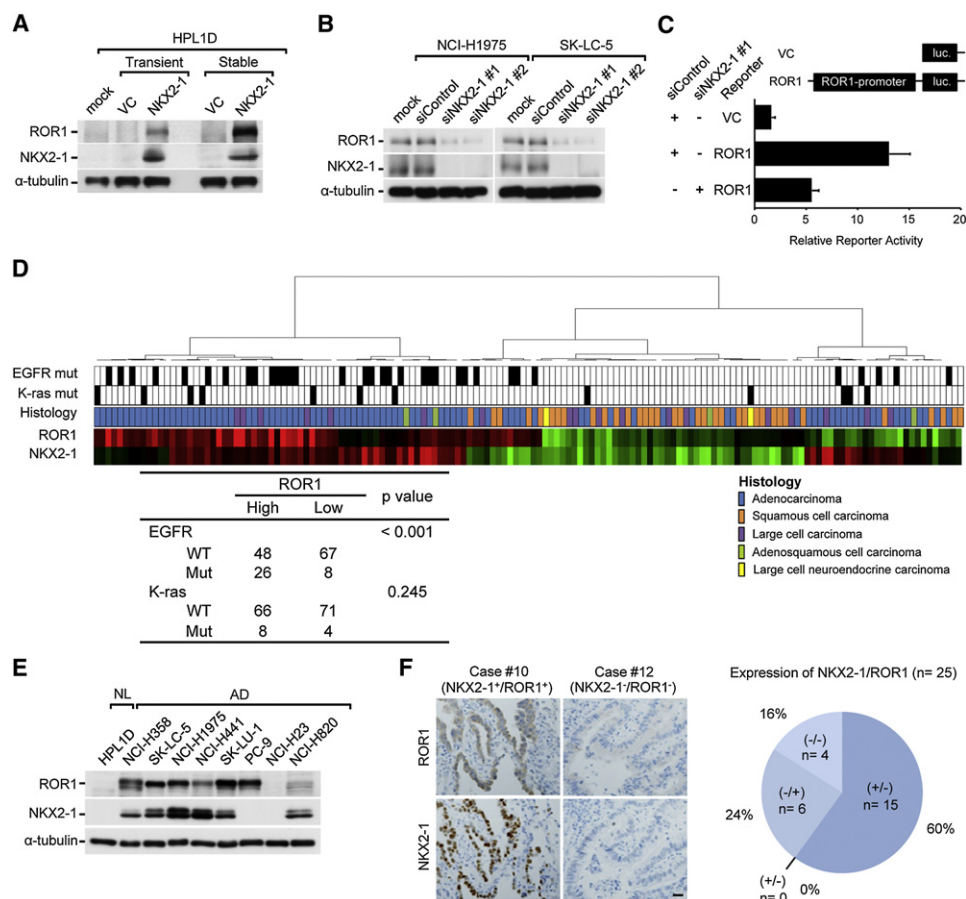 A
HPL1D
Transient
Stable
mock
VC
NKX2-1
VC
NKX2-1
ROR1
NKX2-1
α-tubulin
B
NCI-H1975
SK-LC-5
mock
siControl
siNKX2-1 #1
siNKX2-1 #2
mock
siControl
siNKX2-1 #1
siNKX2-1 #2
ROR1
NKX2-1
α-tubulin
C
VC
luc.
ROR1
ROR1-promoter
luc.
siControl
siNKX2-1 #1
Reporter
+ - VC
+ - ROR1
- + ROR1
0 5 10 15 20
Relative Reporter Activity
D
EGFR mut
K-ras mut
Histology
ROR1
NKX2-1
ROR1
p value
High Low
EGFR < 0.001
WT 48 67
Mut 26 8
K-ras 0.245
WT 66 71
Mut 8 4
Histology
Adenocarcinoma
Squamous cell carcinoma
Large cell carcinoma
Adenosquamous cell carcinoma
Large cell neuroendocrine carcinoma
E
NL
AD
HPL1D
NCI-H358
SK-LC-5
NCI-H1975
NCI-H441
SK-LU-1
PC-9
NCI-H23
NCI-H820
ROR1
NKX2-1
α-tubulin
F
Case #10
(NKX2-1⁺/ROR1⁺)
Case #12
(NKX2-1⁻/ROR1⁻)
ROR1
NKX2-1
Expression of NKX2-1/ROR1 (n= 25)
16%
(-/-)
n= 4
(-/+)
n= 6
24%
(+/-)
n= 15
60%
(+/-)
n= 0
0%